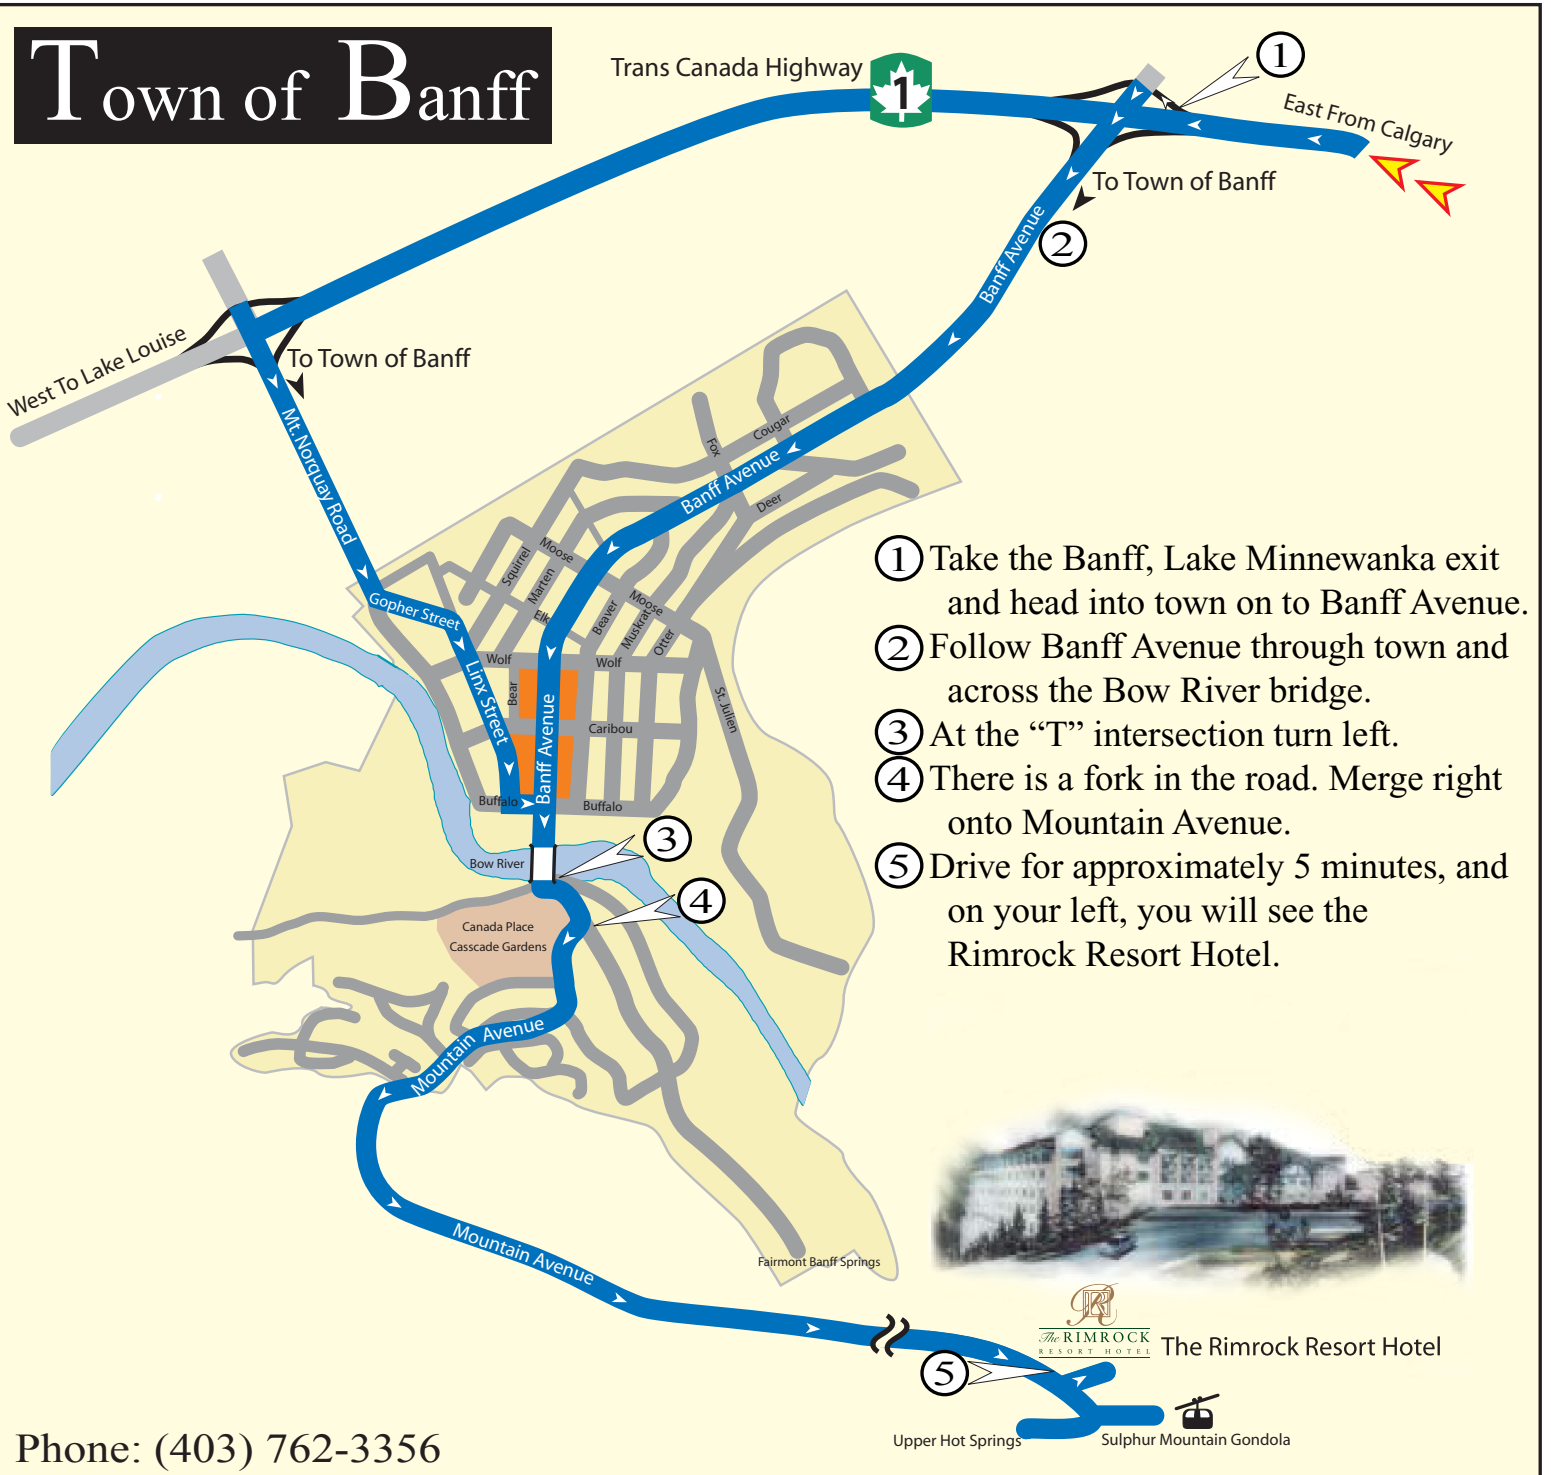 Town of Banff
Trans Canada Highway
1
1
East From Calgary
To Town of Banff
2
Banff Avenue
West To Lake Louise
To Town of Banff
Mt. Norquay Road
Cougar
Fox
Banff Avenue
Deer
Moose
Squirrel
Marten
Elk
Beaver
Moose
Muskrat
Otter
Gopher Street
Wolf
Wolf
Bear
Linx Street
St. Julien
Banff Avenue
Caribou
Buffalo
Buffalo
Bow River
3
4
Canada Place
Casscade Gardens
Mountain Avenue
Mountain Avenue
Fairmont Banff Springs
1 Take the Banff, Lake Minnewanka exit
and head into town on to Banff Avenue.
2 Follow Banff Avenue through town and
across the Bow River bridge.
3 At the “T” intersection turn left.
4 There is a fork in the road. Merge right
onto Mountain Avenue.
5 Drive for approximately 5 minutes, and
on your left, you will see the
Rimrock Resort Hotel.
R
The RIMROCK
RESORT HOTEL
The Rimrock Resort Hotel
5
Upper Hot Springs
Sulphur Mountain Gondola
Phone: (403) 762-3356